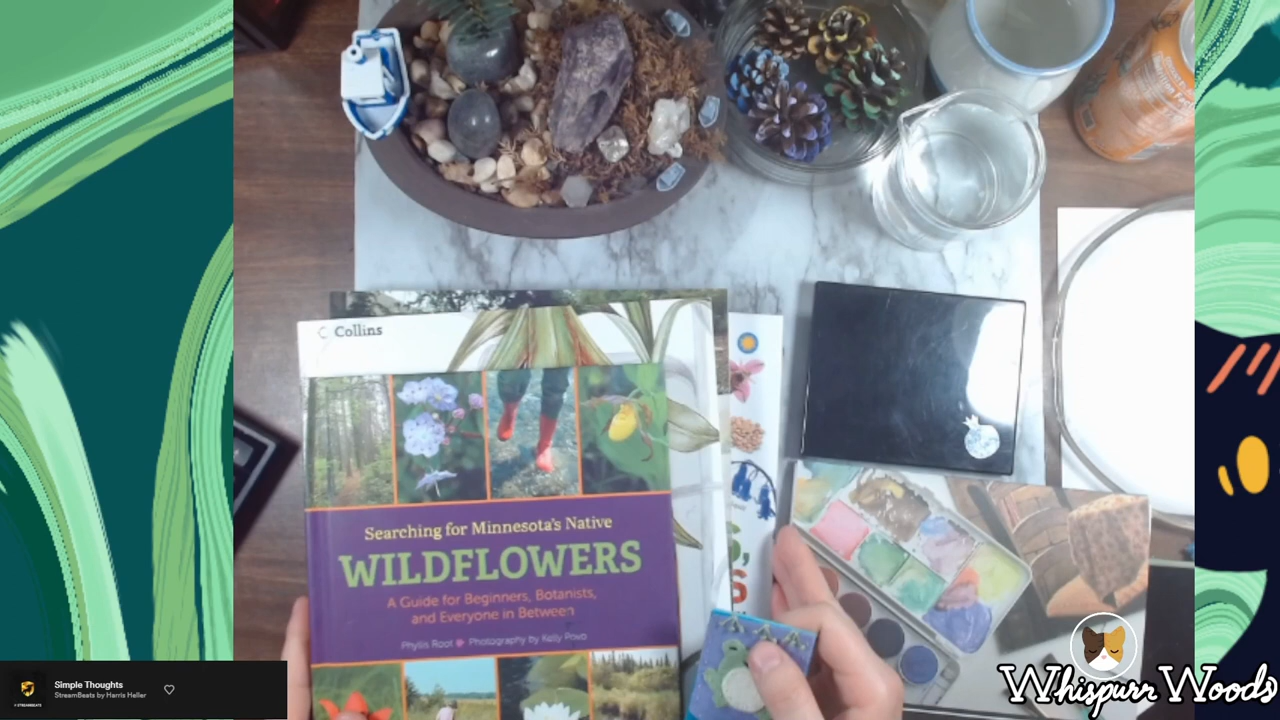 Collins
Searching for Minnesota's Native
WILDFLOWERS
A Guide for Beginners, Botanists,
and Everyone in Between
Phyllis Root Photography by Kelly Povo
Simple Thoughts
StreamBeats by Harris Heller
STREAMBEATS
Whispurr Woods